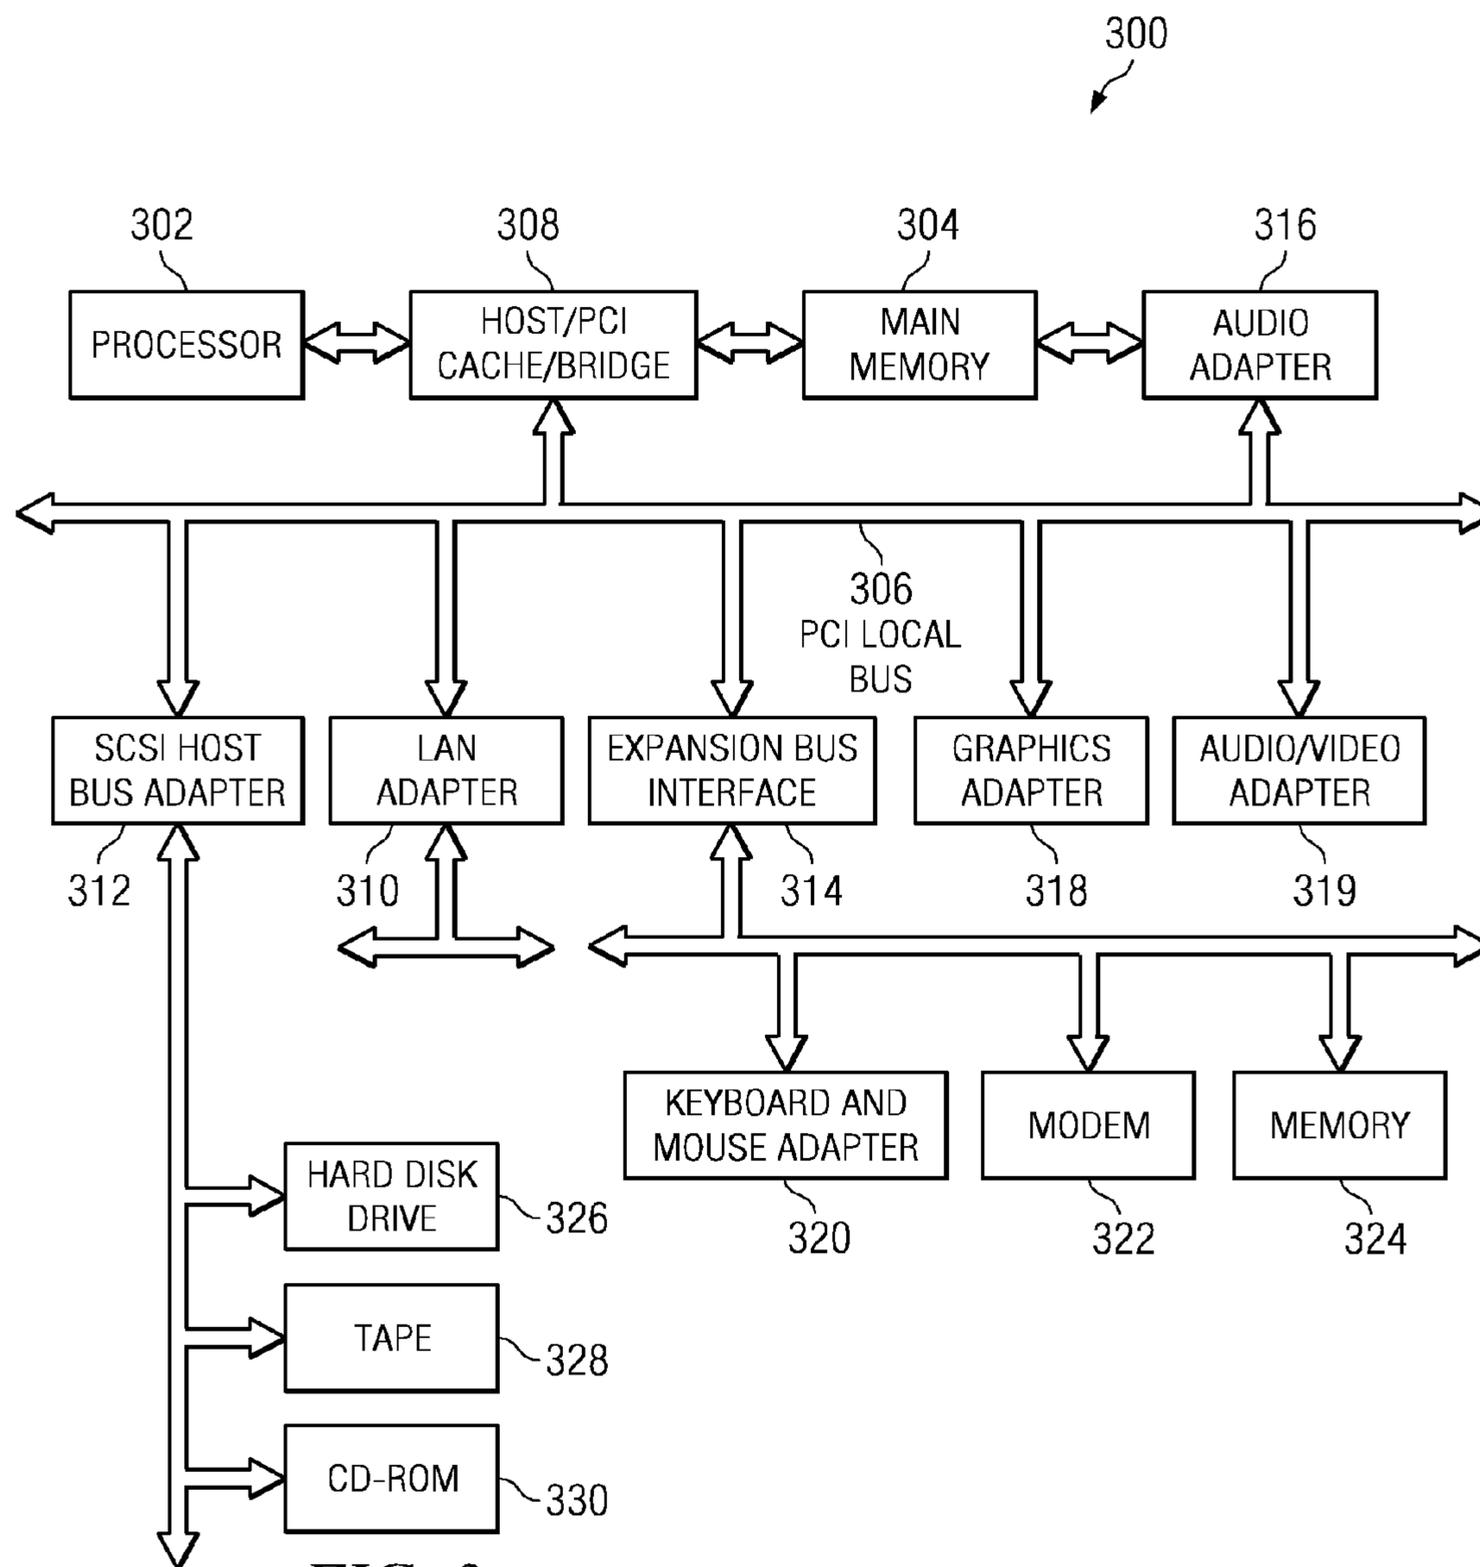 300
302
308
304
316
PROCESSOR
HOST/PCI
CACHE/BRIDGE
MAIN
MEMORY
AUDIO
ADAPTER
306
PCI LOCAL
BUS
SCSI HOST
BUS ADAPTER
LAN
ADAPTER
EXPANSION BUS
INTERFACE
GRAPHICS
ADAPTER
AUDIO/VIDEO
ADAPTER
312
310
314
318
319
KEYBOARD AND
MOUSE ADAPTER
MODEM
MEMORY
320
322
324
HARD DISK
DRIVE
326
TAPE
328
CD-ROM
330